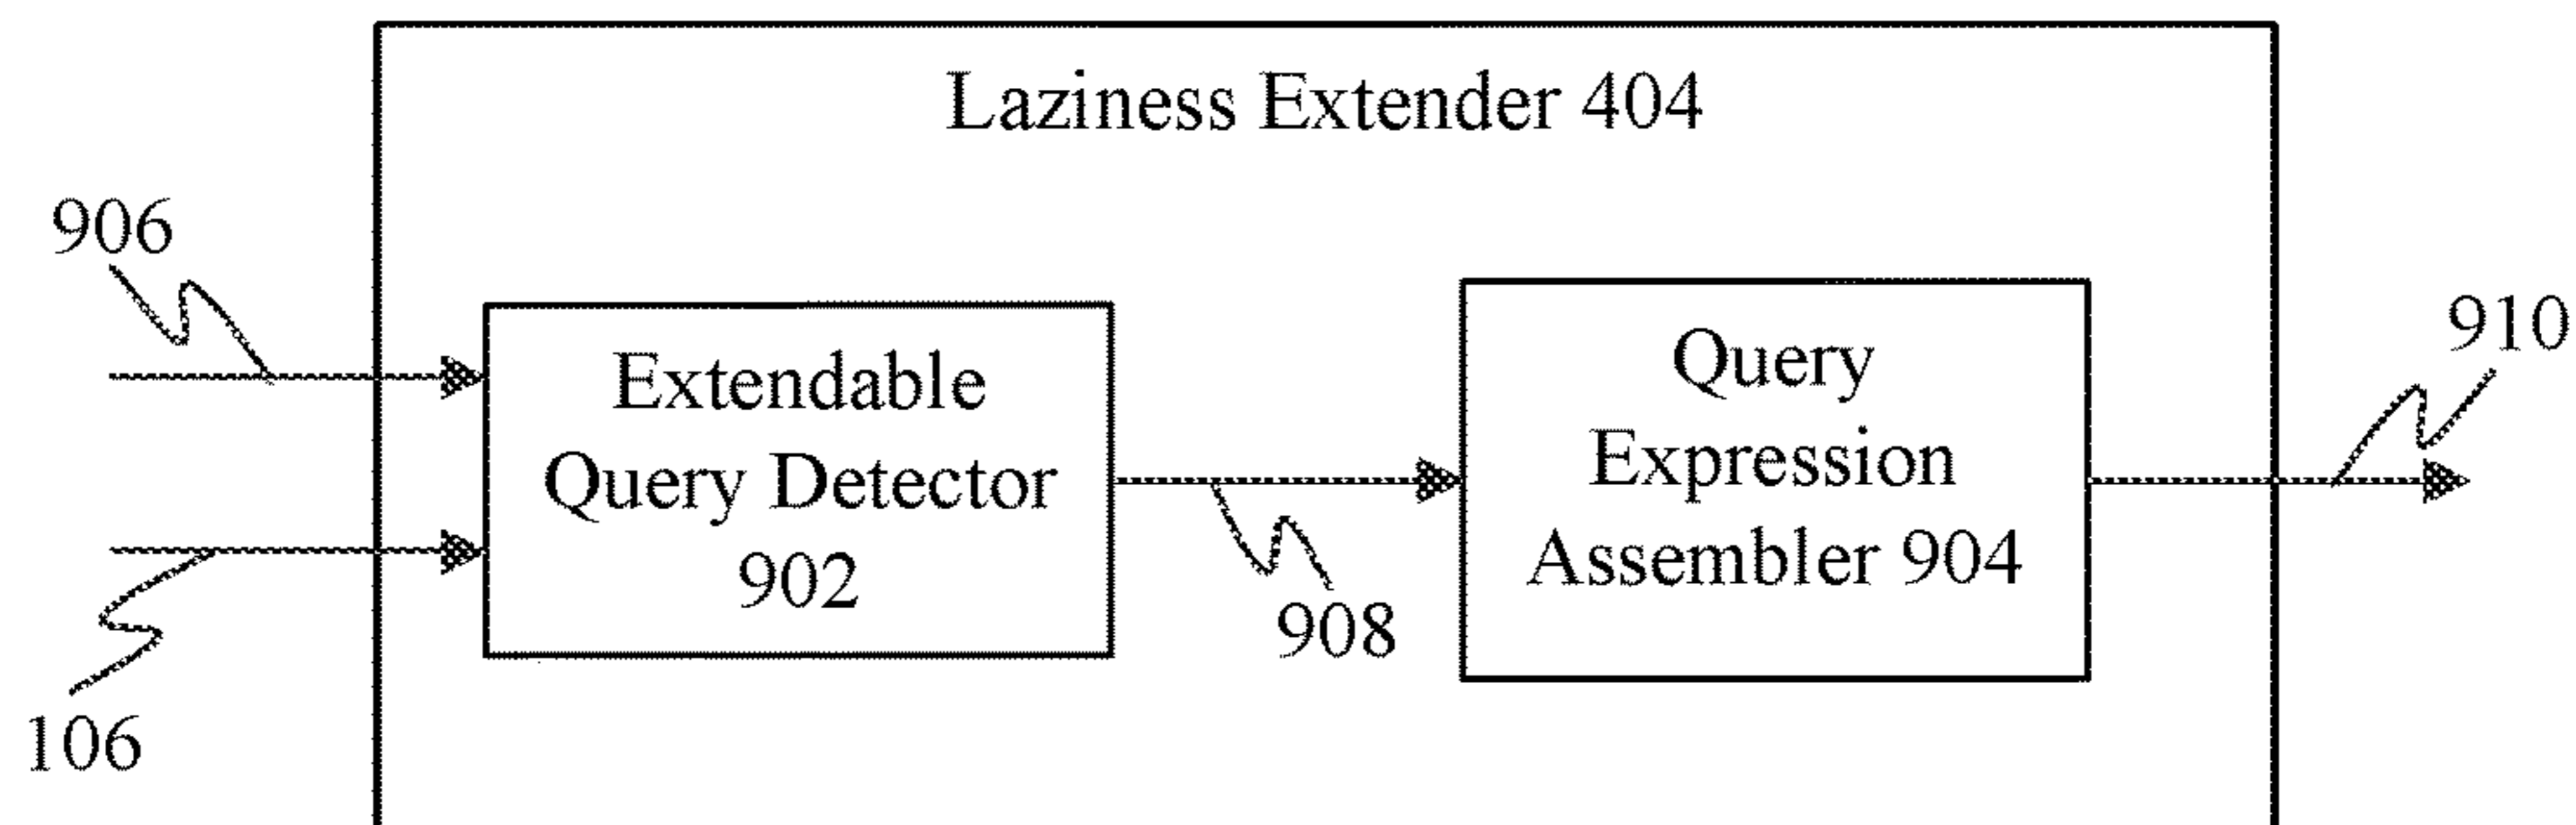 Laziness Extender 404
906
Extendable
Query Detector
902
106
908
Query
Expression
Assembler 904
910